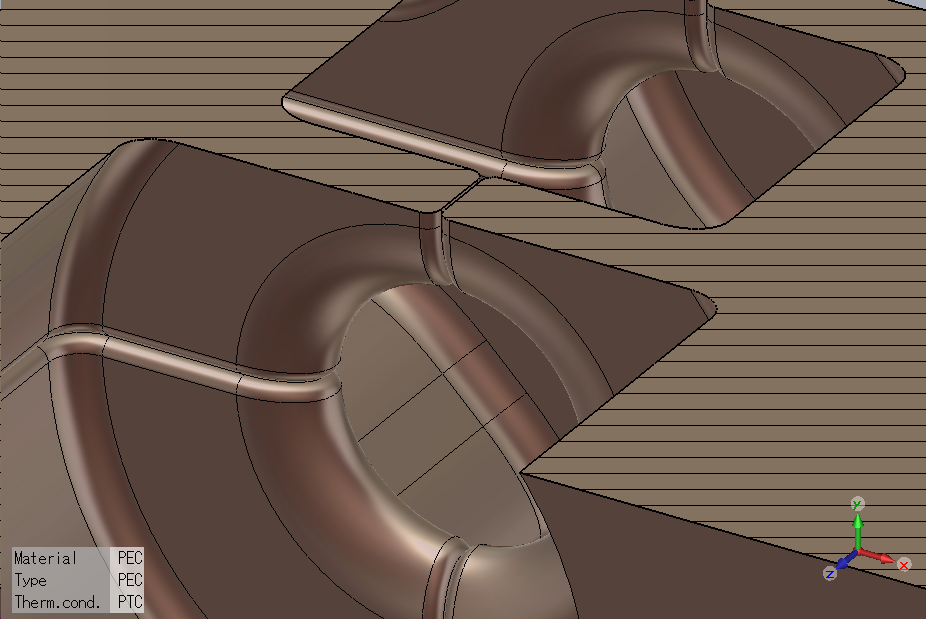 Material PEC
Type PEC
Therm.cond. PTC
y
x
z